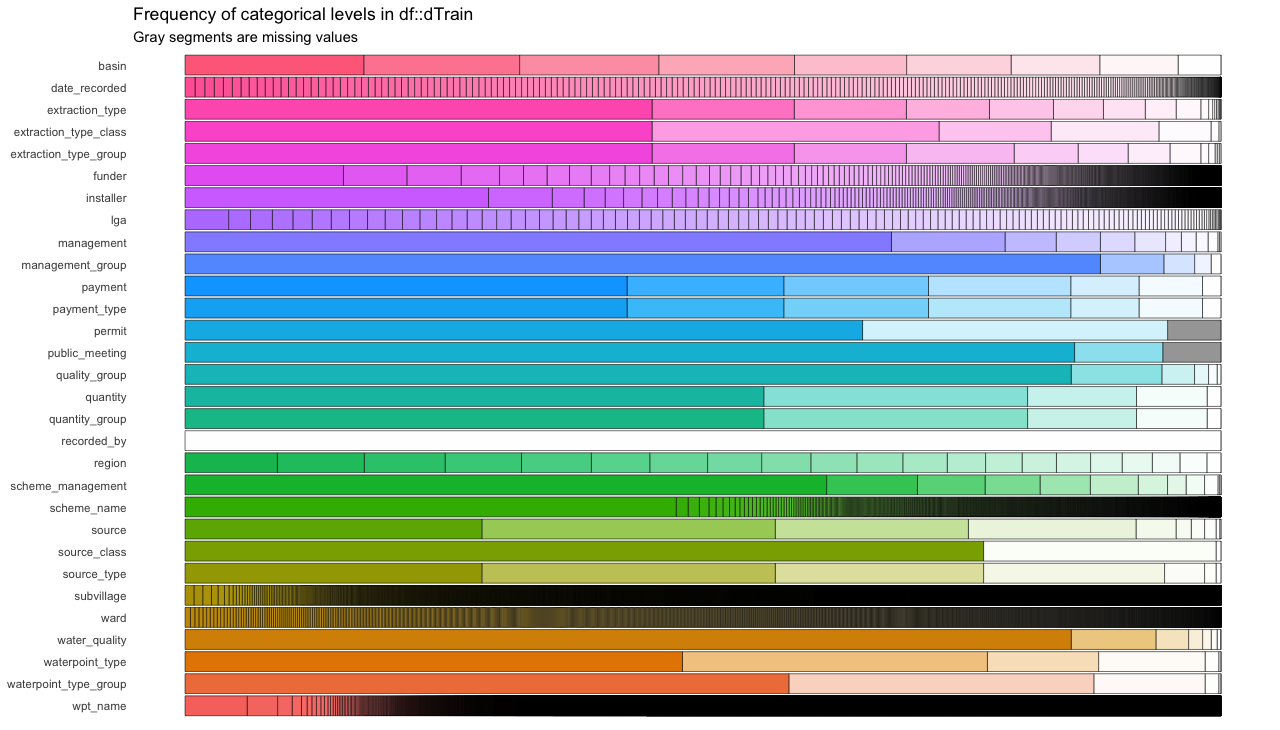 Frequency of categorical levels in df::dTrain
Gray segments are missing values
basin
date_recorded
extraction_type
extraction_type_class
extraction_type_group
funder
installer
lga
management
management_group
payment
payment_type
permit
public_meeting
quality_group
quantity
quantity_group
recorded_by
region
scheme_management
scheme_name
source
source_class
source_type
subvillage
ward
water_quality
waterpoint_type
waterpoint_type_group
wpt_name